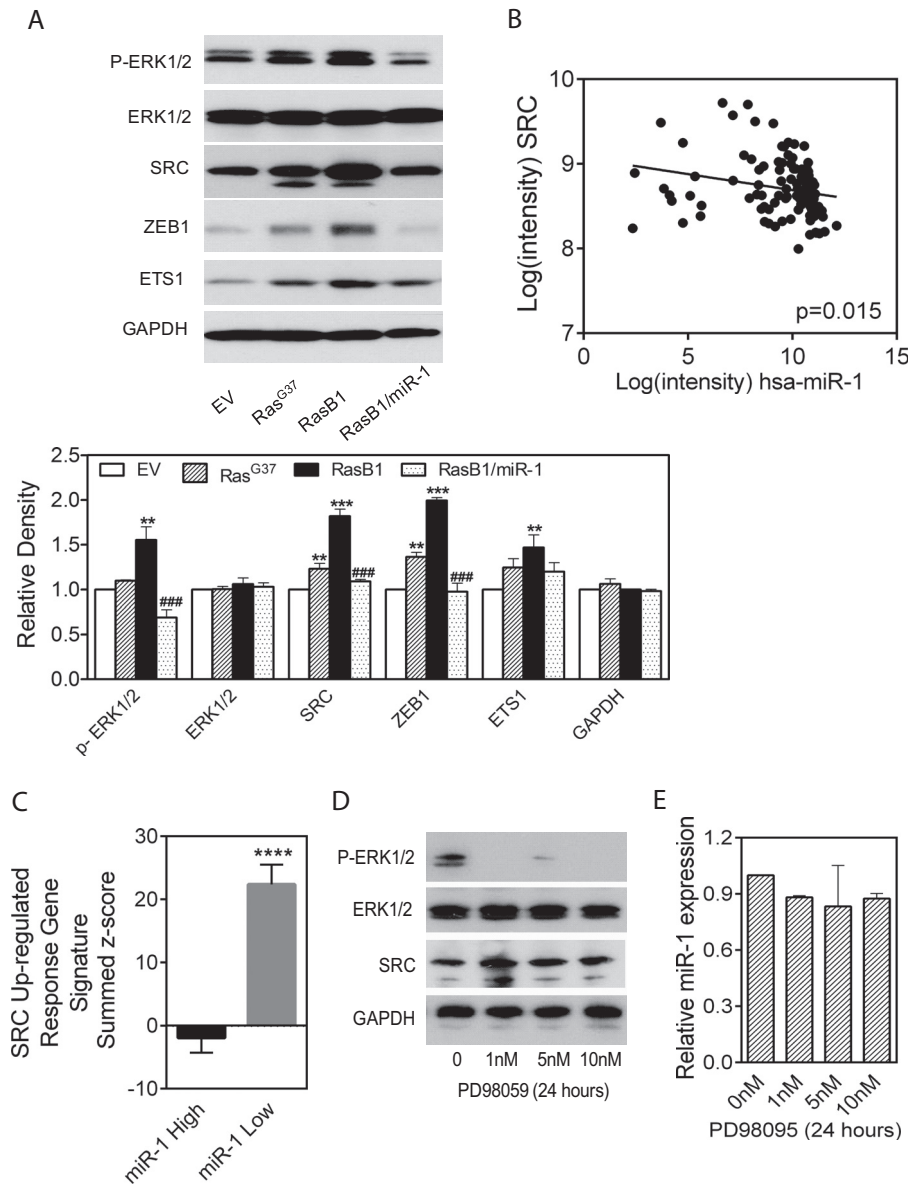 A
P-ERK1/2
ERK1/2
SRC
ZEB1
ETS1
GAPDH
EV
RasG37
RasB1
RasB1/miR-1
B
10
9
8
7
Log(intensity) SRC
p=0.015
0
5
10
15
Log(intensity) hsa-miR-1
2.5
2.0
1.5
1.0
0.5
0.0
Relative Density
EV
RasG37
RasB1
RasB1/miR-1
**
###
**
***
###
**
***
###
**
p- ERK1/2
ERK1/2
SRC
ZEB1
ETS1
GAPDH
C
SRC Up-regulated
Response Gene
Signature
Summed z-score
30
20
10
0
-10
****
miR-1 High
miR-1 Low
D
P-ERK1/2
ERK1/2
SRC
GAPDH
0
1nM
5nM
10nM
PD98059 (24 hours)
E
Relative miR-1 expression
1.2
0.9
0.6
0.3
0.0
0nM
1nM
5nM
10nM
PD98095 (24 hours)